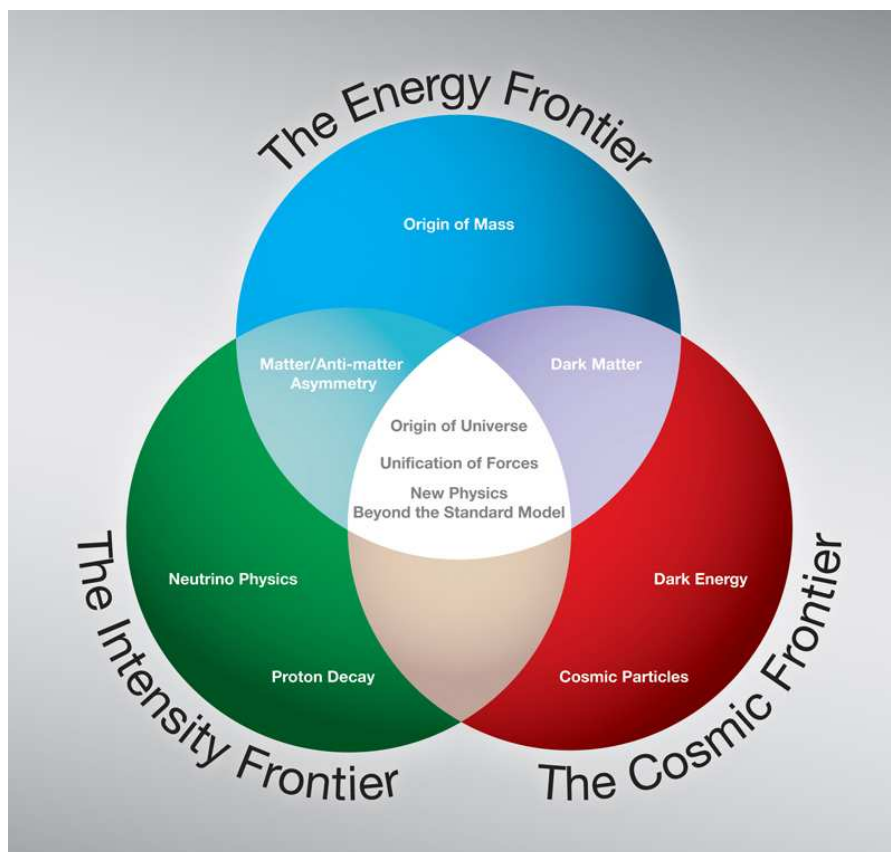 The Energy Frontier
Origin of Mass
Matter/Anti-matter
Asymmetry
Dark Matter
Origin of Universe
Unification of Forces
New Physics
Beyond the Standard Model
Neutrino Physics
Dark Energy
Proton Decay
Cosmic Particles
The Intensity Frontier
The Cosmic Frontier